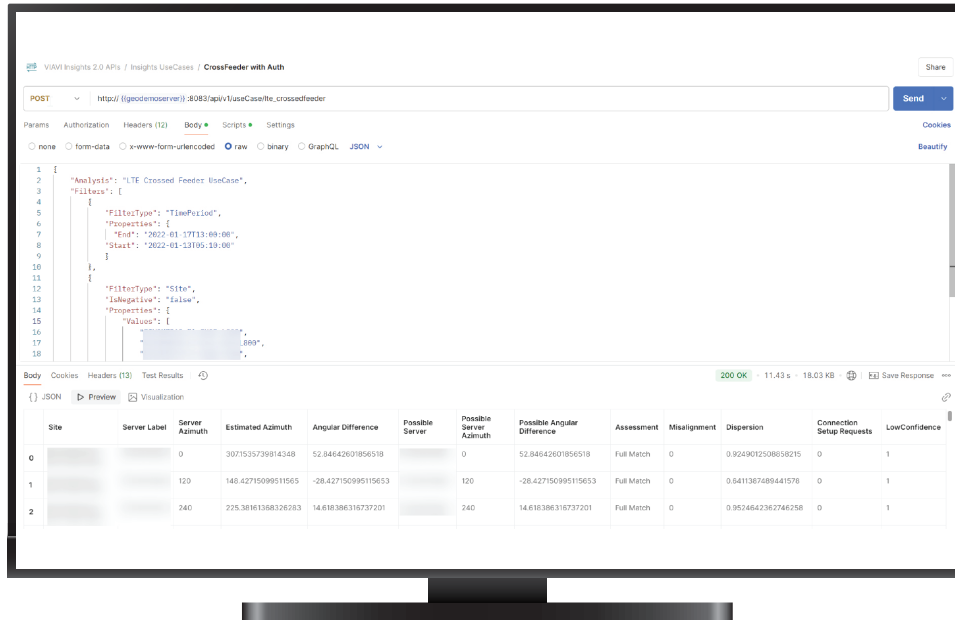 VIAVI Insights 2.0 APIs / Insights UseCases / CrossFeeder with Auth Share
POST http:// {{geodemoserver}} :8083/api/v1/useCase/lte_crossedfeeder Send
Params Authorization Headers (12) Body Scripts Settings Cookies
none form-data x-www-form-urlencoded raw binary GraphQL JSON Beautify
1 {
2 "Analysis": "LTE Crossed Feeder UseCase",
3 "Filters": [
4 {
5 "FilterType": "TimePeriod",
6 "Properties": {
7 "End": "2022-01-17T13:00:00",
8 "Start": "2022-01-13T05:10:00"
9 }
10 },
11 {
12 "FilterType": "Site",
13 "IsNegative": "false",
14 "Properties": {
15 "Values": [
16 ",
17 " L800",
18 " ",
Body Cookies Headers (13) Test Results 200 OK 11.43 s 18.03 KB Save Response
{} JSON Preview Visualization
Site Server Label Server Azimuth Estimated Azimuth Angular Difference Possible Server Possible Server Azimuth Possible Angular Difference Assessment Misalignment Dispersion Connection Setup Requests LowConfidence
0 0 307.1535739814348 52.84642601856518 0 52.84642601856518 Full Match 0 0.9249012508858215 0 1
1 120 148.42715099511565 -28.427150995115653 120 -28.427150995115653 Full Match 0 0.6411387489441578 0 1
2 240 225.38161368326283 14.618386316737201 240 14.618386316737201 Full Match 0 0.9524642362746258 0 1